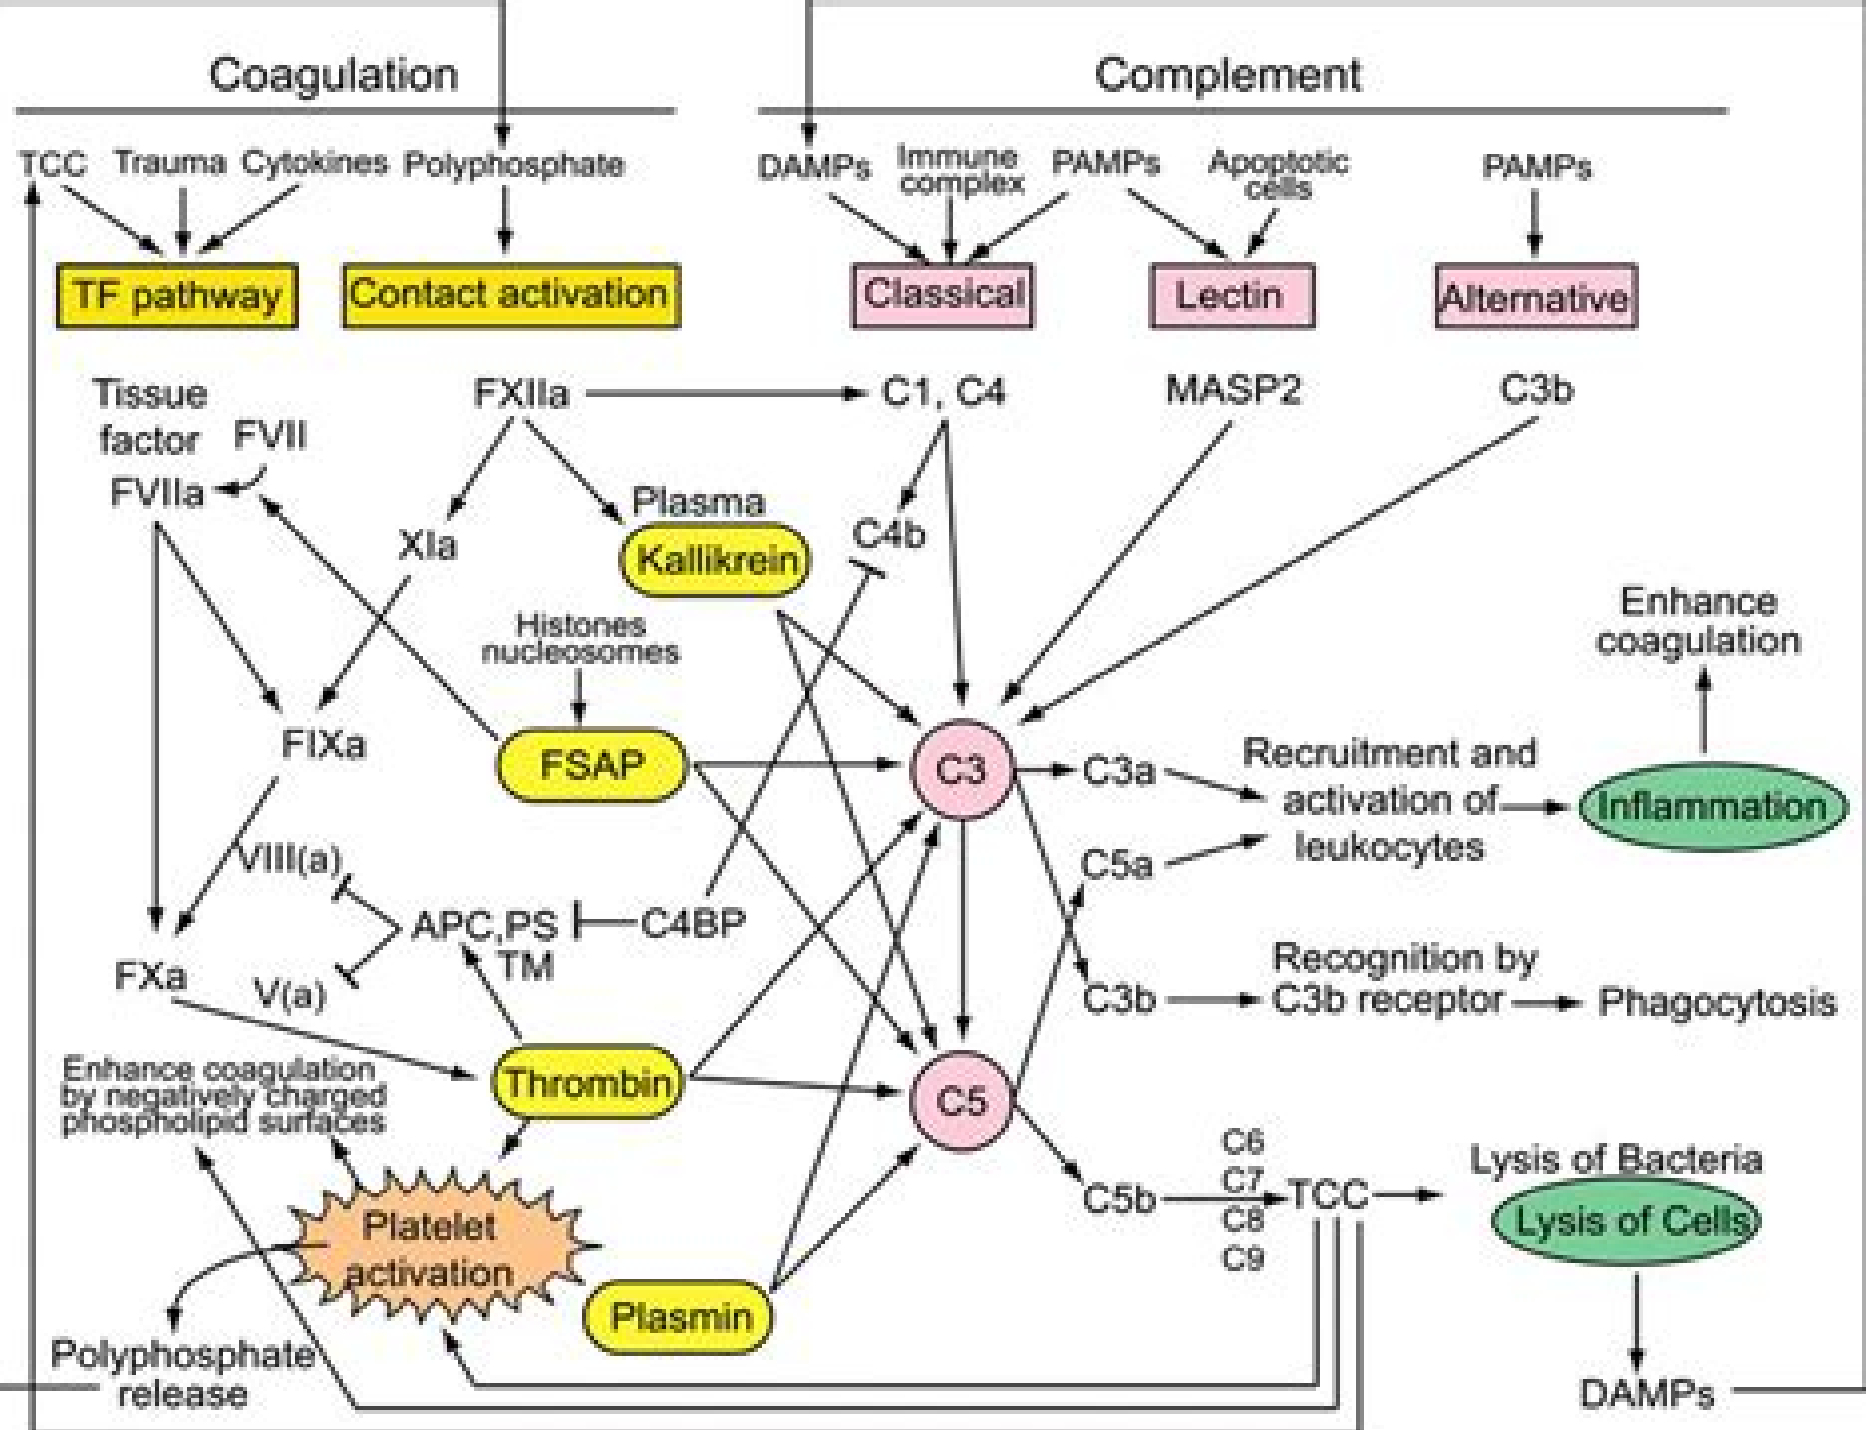 Coagulation
Complement
TCC
Trauma
Cytokines
Polyphosphate
DAMPs
Immune
complex
PAMPs
Apoptotic
cells
PAMPs
TF pathway
Contact activation
Classical
Lectin
Alternative
Tissue
factor
FVII
FVIIa
FXIIa
C1, C4
MASP2
C3b
XIa
Plasma
Kallikrein
C4b
Histones
nucleosomes
Enhance
coagulation
FIXa
FSAP
C3
C3a
Recruitment and
activation of
leukocytes
Inflammation
VIII(a)
C5a
APC,PS
TM
C4BP
FXa
V(a)
C3b
Recognition by
C3b receptor
Phagocytosis
Enhance coagulation
by negatively charged
phospholipid surfaces
Thrombin
C5
C5b
C6
C7
C8
C9
TCC
Lysis of Bacteria
Lysis of Cells
Platelet
activation
Plasmin
Polyphosphate
release
DAMPs